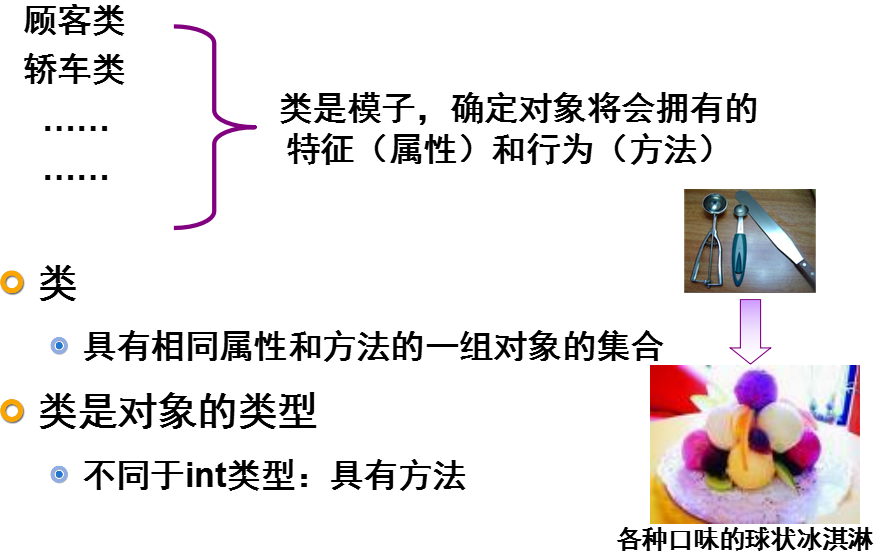 顾客类
轿车类
……
……
类是模子，确定对象将会拥有的
特征（属性）和行为（方法）
类
具有相同属性和方法的一组对象的集合
类是对象的类型
不同于int类型：具有方法
各种口味的球状冰淇淋